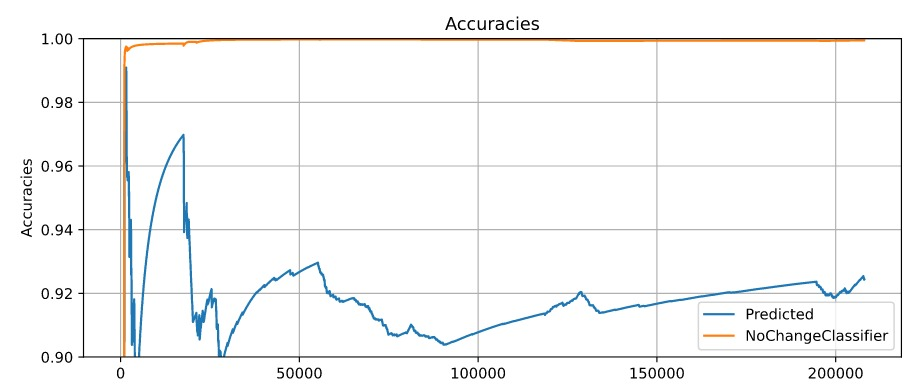 Accuracies
1.00
0.98
0.96
0.94
0.92
0.90
Accuracies
0
50000
100000
150000
200000
Predicted
NoChangeClassifier